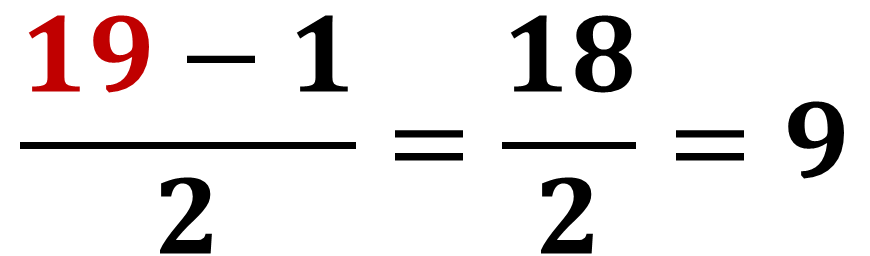 19 − 1 18
= = 9
2 2